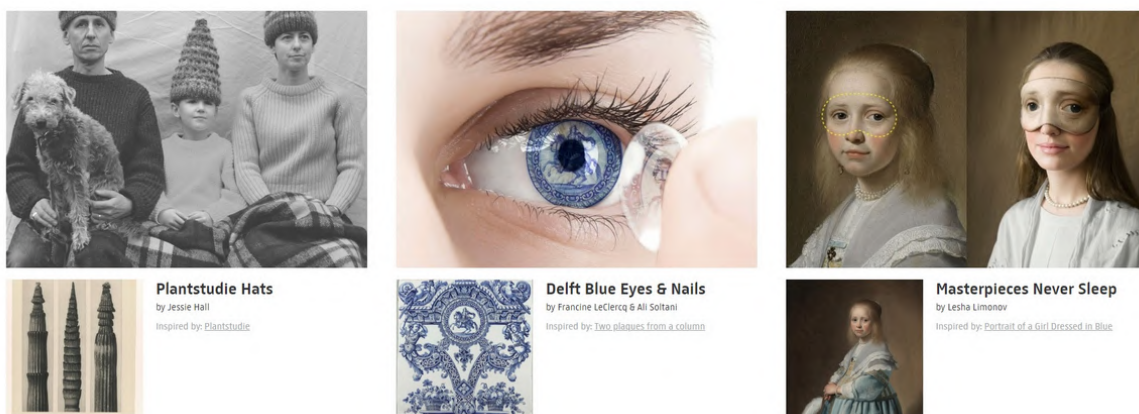 Plantstudie Hats
by Jessie Hall
Inspired by: Plantstudie
Delft Blue Eyes & Nails
by Francine LeClercq & Ali Soltani
Inspired by: Two plaques from a column
Masterpieces Never Sleep
by Lesha Limonov
Inspired by: Portrait of a Girl Dressed in Blue